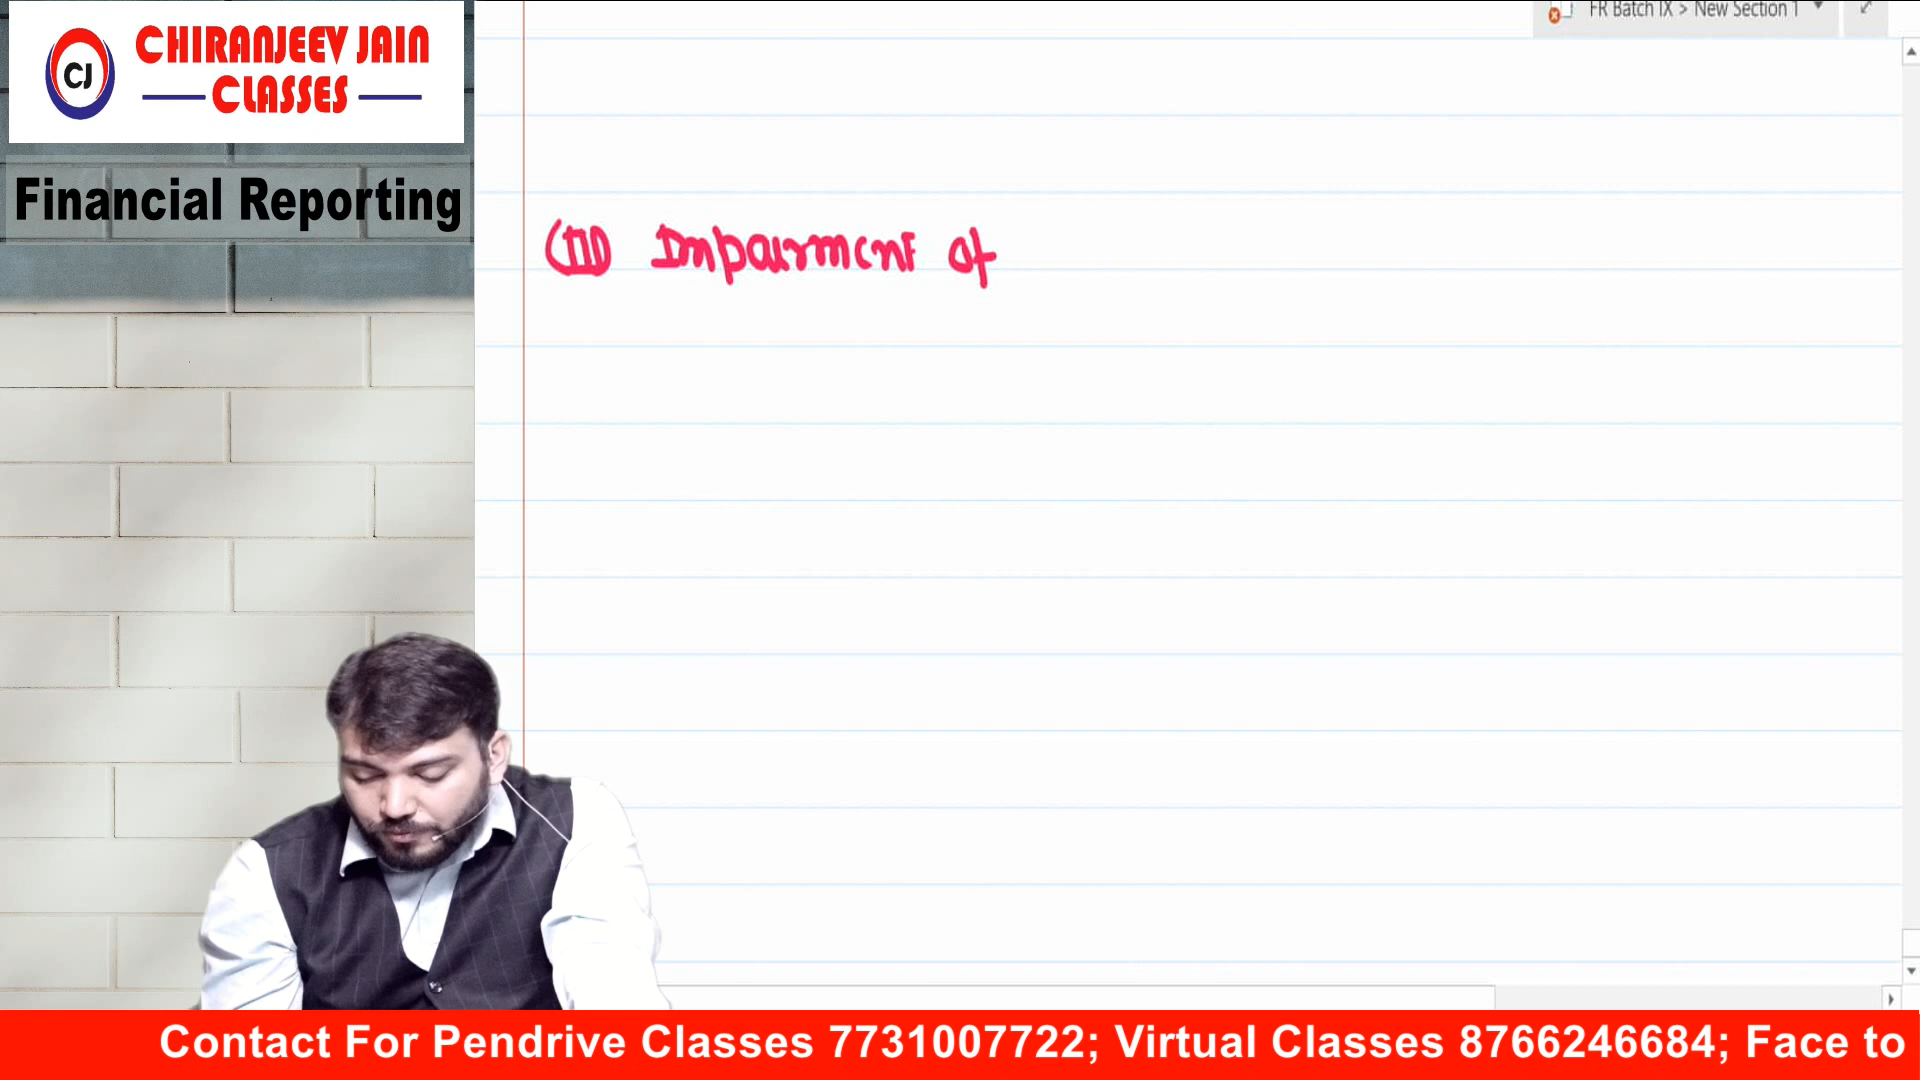 FR Batch IX > New Section 1
CJ
CHIRANJEEV JAIN
CLASSES
Financial Reporting
(III) Impairment of
Contact For Pendrive Classes 7731007722; Virtual Classes 8766246684; Face to